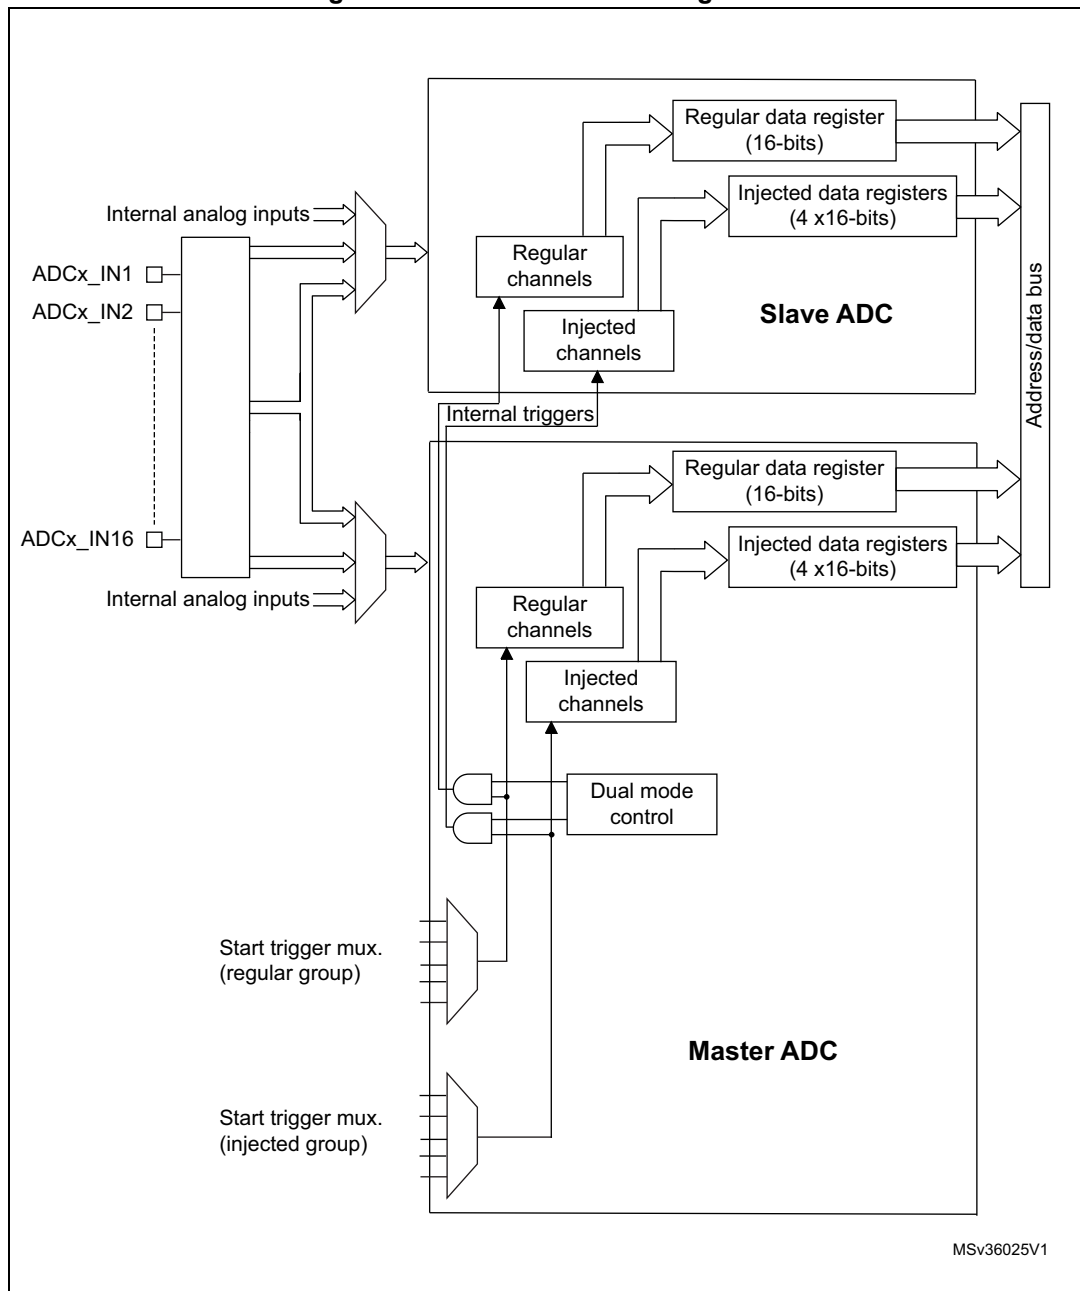 Regular data register
(16-bits)
Internal analog inputs
Injected data registers
(4 x16-bits)
Regular
channels
ADCx_IN1
ADCx_IN2
Slave ADC
Injected
channels
Address/data bus
Internal triggers
Regular data register
(16-bits)
ADCx_IN16
Injected data registers
(4 x16-bits)
Internal analog inputs
Regular
channels
Injected
channels
Dual mode
control
Start trigger mux.
(regular group)
Master ADC
Start trigger mux.
(injected group)
MSv36025V1